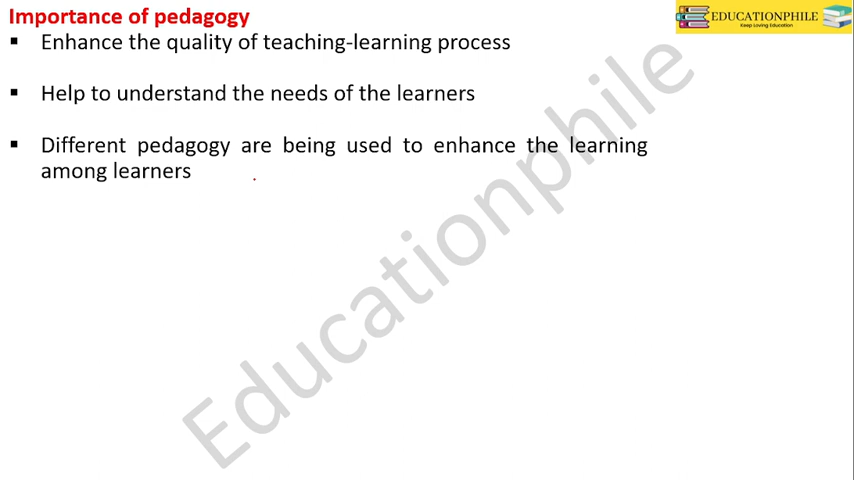 Importance of pedagogy
EDUCATIONPHILE
Keep Loving Education
▪ Enhance the quality of teaching-learning process
▪ Help to understand the needs of the learners
▪ Different pedagogy are being used to enhance the learning
among learners
Educationphile